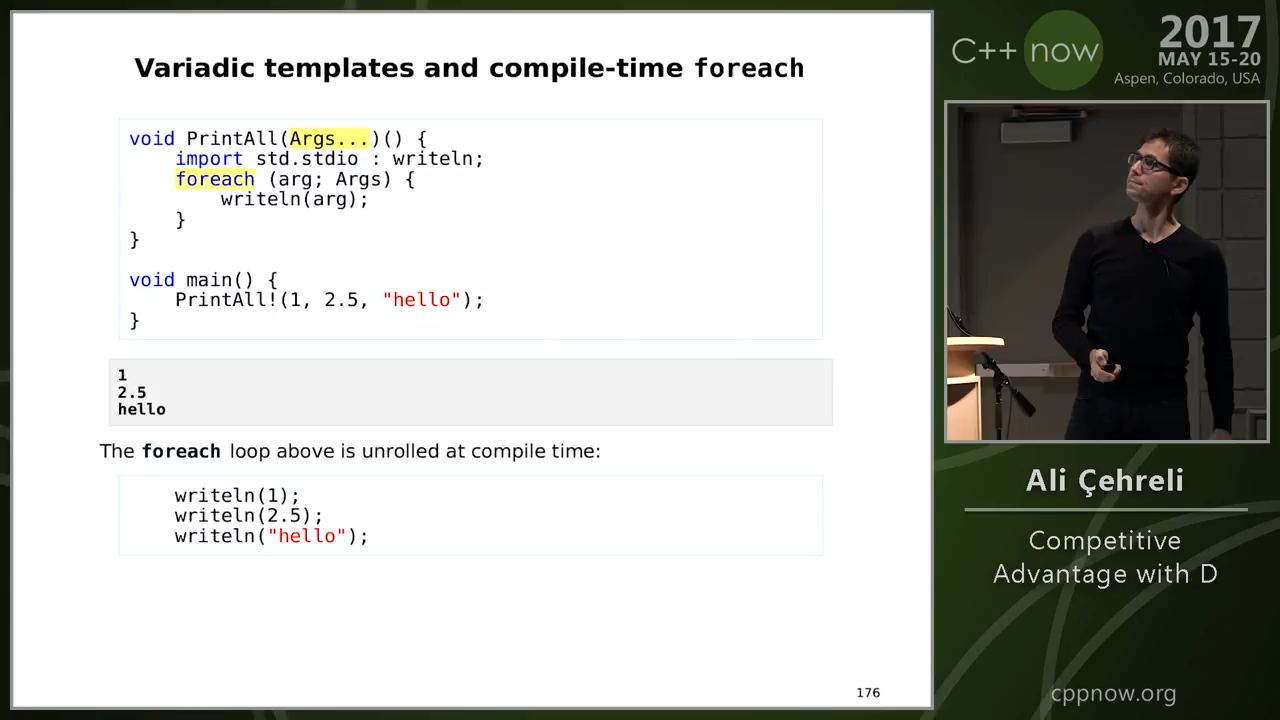 Variadic templates and compile-time foreach
void PrintAll(Args...)() {
    import std.stdio : writeln;
    foreach (arg; Args) {
        writeln(arg);
    }
}
void main() {
    PrintAll!(1, 2.5, "hello");
}
1
2.5
hello
The foreach loop above is unrolled at compile time:
    writeln(1);
    writeln(2.5);
    writeln("hello");
176
C++ now
2017
MAY 15-20
Aspen, Colorado, USA
Ali Çehreli
Competitive
Advantage with D
cppnow.org